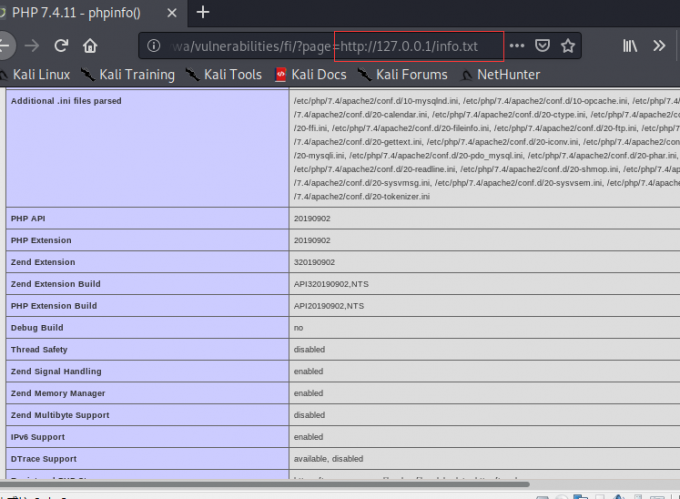 PHP 7.4.11 - phpinfo()
wa/vulnerabilities/fi/?page=http://127.0.0.1/info.txt
Kali Linux Kali Training Kali Tools Kali Docs Kali Forums NetHunter
Additional .ini files parsed
/etc/php/7.4/apache2/conf.d/10-mysqlnd.ini, /etc/php/7.4/apache2/conf.d/10-opcache.ini, /etc/php/7.4/
/7.4/apache2/conf.d/20-calendar.ini, /etc/php/7.4/apache2/conf.d/20-ctype.ini, /etc/php/7.4/apache2/co
/20-ffi.ini, /etc/php/7.4/apache2/conf.d/20-fileinfo.ini, /etc/php/7.4/apache2/conf.d/20-ftp.ini, /etc/php/7
/7.4/apache2/conf.d/20-gettext.ini, /etc/php/7.4/apache2/conf.d/20-iconv.ini, /etc/php/7.4/apache2/con
/20-mysqli.ini, /etc/php/7.4/apache2/conf.d/20-pdo_mysql.ini, /etc/php/7.4/apache2/conf.d/20-phar.ini,
/etc/php/7.4/apache2/conf.d/20-readline.ini, /etc/php/7.4/apache2/conf.d/20-shmop.ini, /etc/php/7.4/ap
/7.4/apache2/conf.d/20-sysvmsg.ini, /etc/php/7.4/apache2/conf.d/20-sysvsem.ini, /etc/php/7.4/apache
/7.4/apache2/conf.d/20-tokenizer.ini
PHP API 20190902
PHP Extension 20190902
Zend Extension 320190902
Zend Extension Build API320190902,NTS
PHP Extension Build API20190902,NTS
Debug Build no
Thread Safety disabled
Zend Signal Handling enabled
Zend Memory Manager enabled
Zend Multibyte Support disabled
IPv6 Support enabled
DTrace Support available, disabled